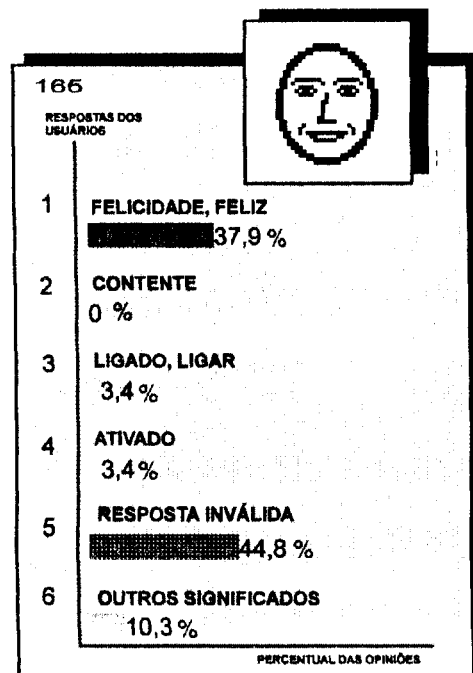 166
RESPOSTAS DOS
USUÁRIOS
1
FELICIDADE, FELIZ
37,9 %
2
CONTENTE
0 %
3
LIGADO, LIGAR
3,4 %
4
ATIVADO
3,4 %
5
RESPOSTA INVÁLIDA
44,8 %
6
OUTROS SIGNIFICADOS
10,3 %
PERCENTUAL DAS OPINIÕES